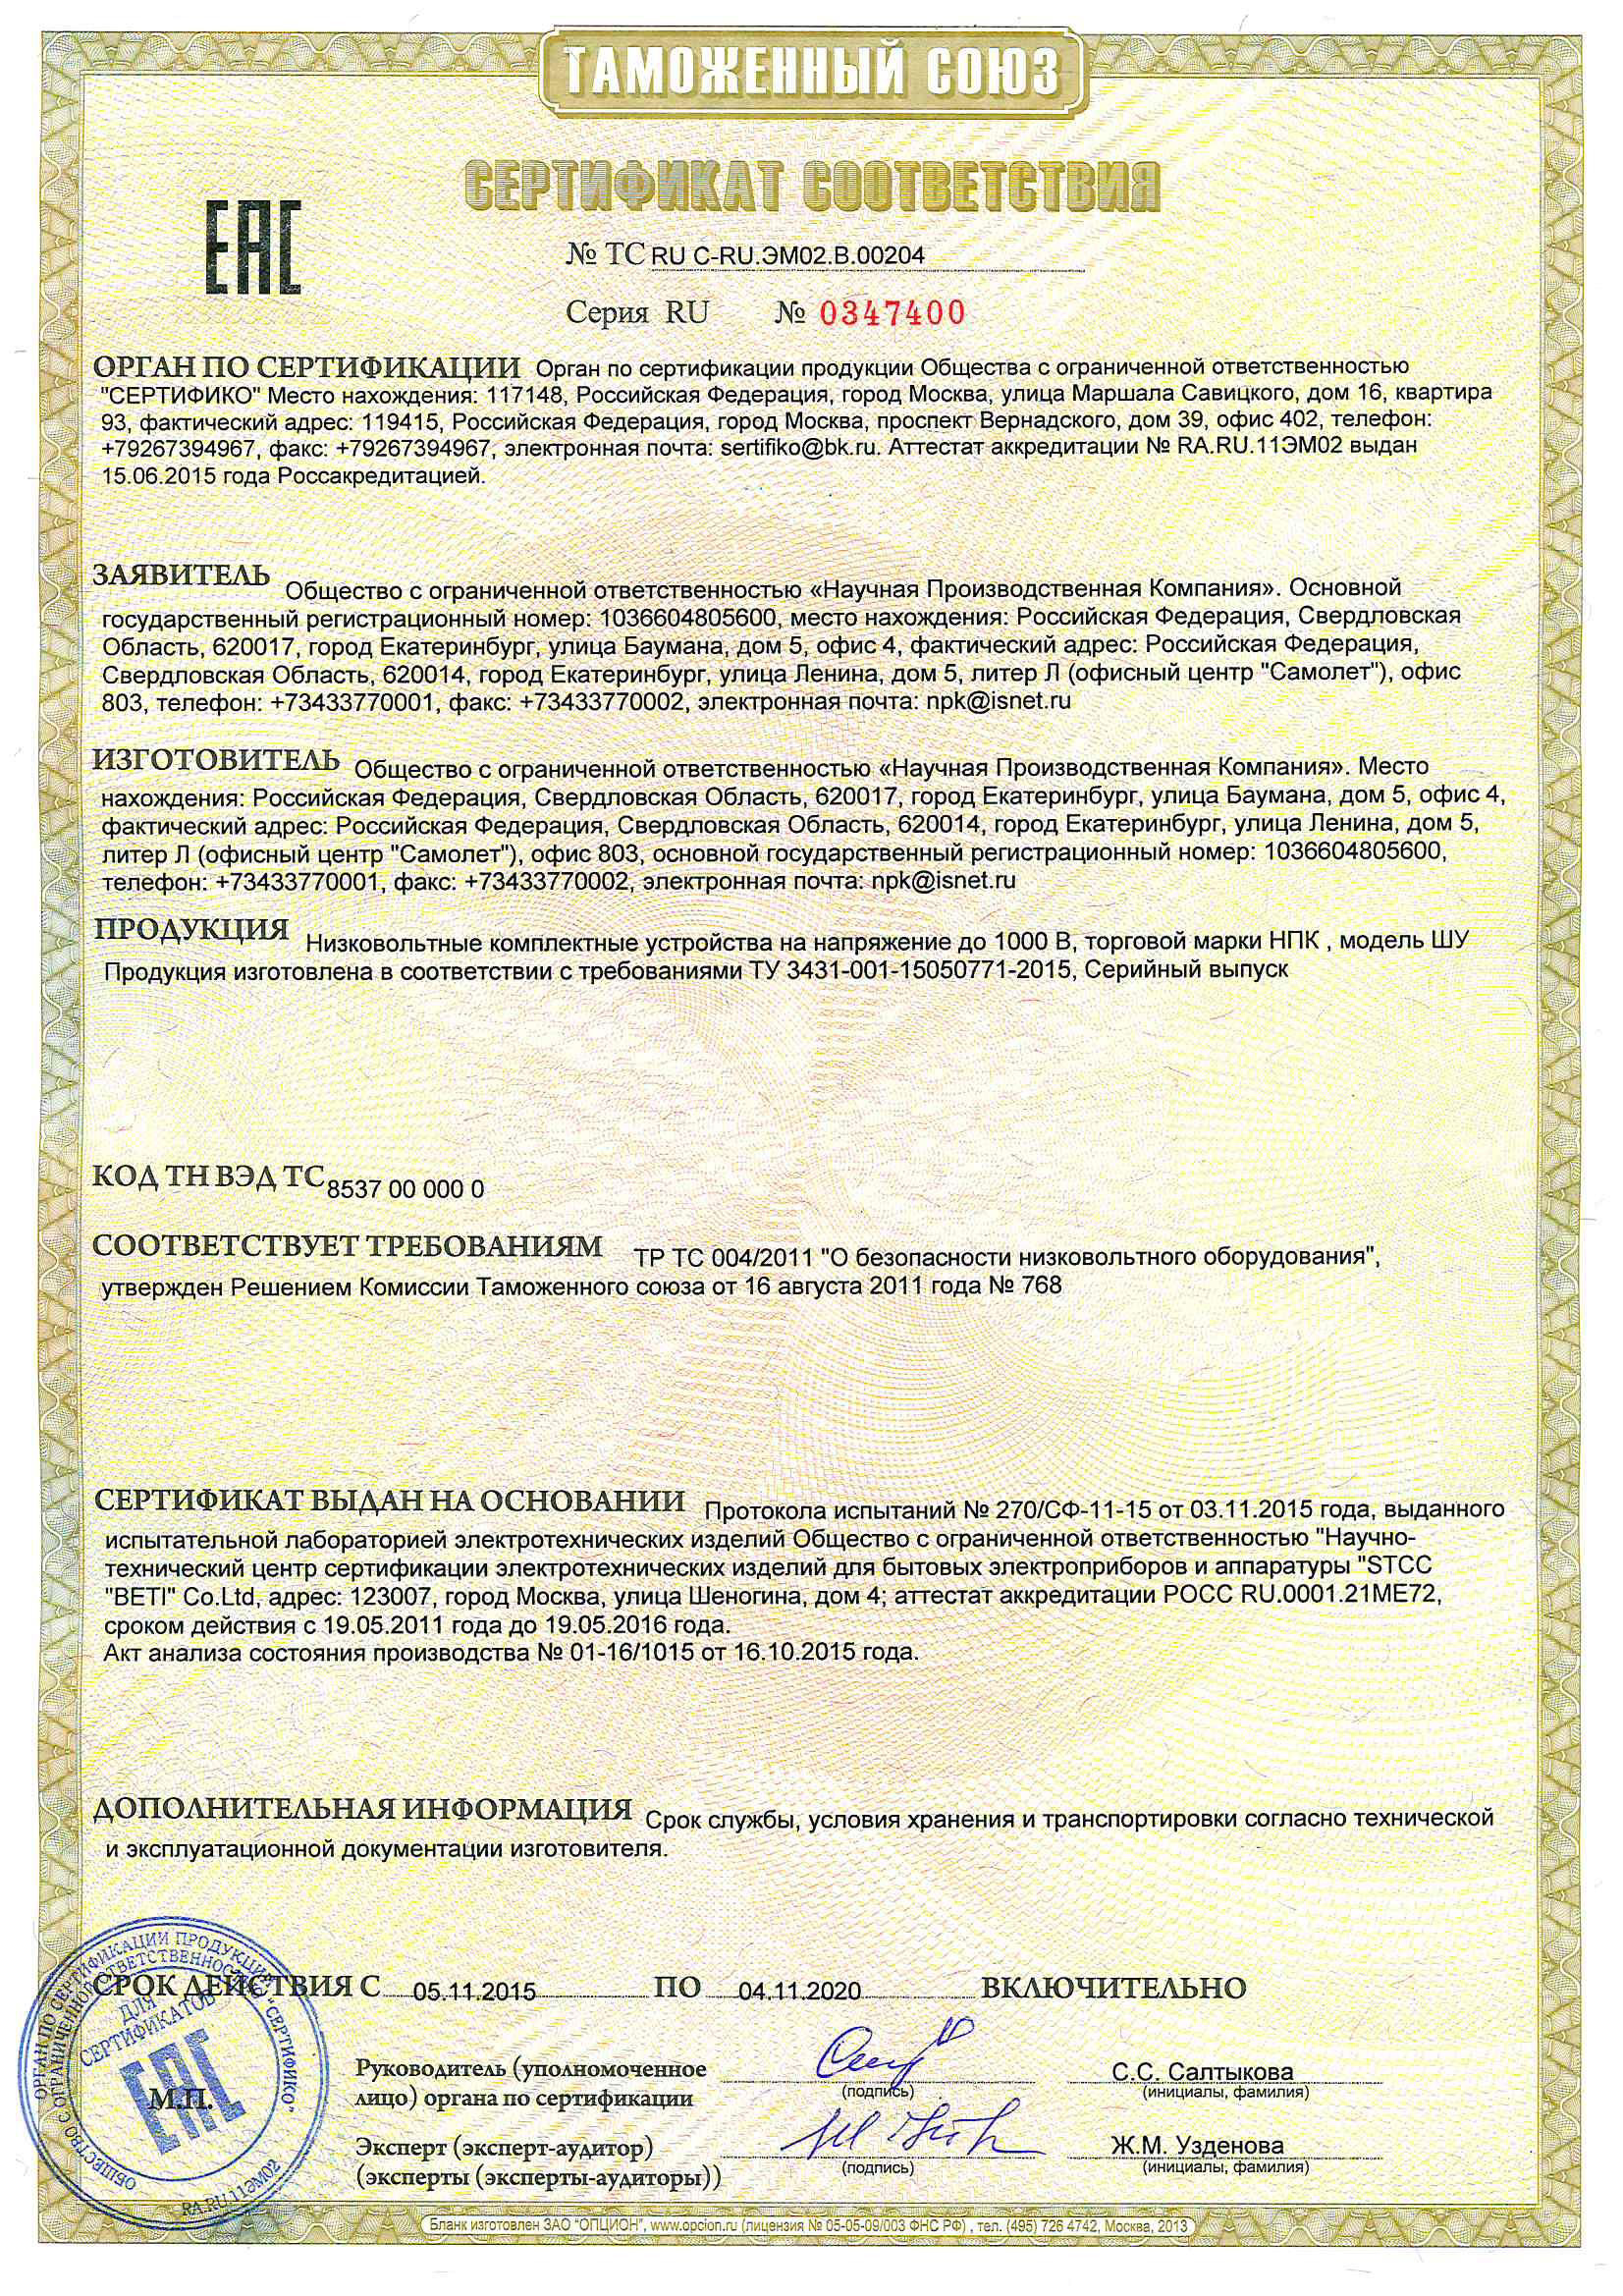 ТАМОЖЕННЫЙ СОЮЗ
СЕРТИФИКАТ СООТВЕТСТВИЯ
ЕАС
№ ТС RU C-RU.ЭМ02.В.00204
Серия RU № 0347400
ОРГАН ПО СЕРТИФИКАЦИИ Орган по сертификации продукции Общества с ограниченной ответственностью
"СЕРТИФИКО" Место нахождения: 117148, Российская Федерация, город Москва, улица Маршала Савицкого, дом 16, квартира
93, фактический адрес: 119415, Российская Федерация, город Москва, проспект Вернадского, дом 39, офис 402, телефон:
+79267394967, факс: +79267394967, электронная почта: sertifiko@bk.ru. Аттестат аккредитации № RA.RU.11ЭМ02 выдан
15.06.2015 года Россакредитацией.
ЗАЯВИТЕЛЬ Общество с ограниченной ответственностью «Научная Производственная Компания». Основной
государственный регистрационный номер: 1036604805600, место нахождения: Российская Федерация, Свердловская
Область, 620017, город Екатеринбург, улица Баумана, дом 5, офис 4, фактический адрес: Российская Федерация,
Свердловская Область, 620014, город Екатеринбург, улица Ленина, дом 5, литер Л (офисный центр "Самолет"), офис
803, телефон: +73433770001, факс: +73433770002, электронная почта: npk@isnet.ru
ИЗГОТОВИТЕЛЬ Общество с ограниченной ответственностью «Научная Производственная Компания». Место
нахождения: Российская Федерация, Свердловская Область, 620017, город Екатеринбург, улица Баумана, дом 5, офис 4,
фактический адрес: Российская Федерация, Свердловская Область, 620014, город Екатеринбург, улица Ленина, дом 5,
литер Л (офисный центр "Самолет"), офис 803, основной государственный регистрационный номер: 1036604805600,
телефон: +73433770001, факс: +73433770002, электронная почта: npk@isnet.ru
ПРОДУКЦИЯ Низковольтные комплектные устройства на напряжение до 1000 В, торговой марки НПК , модель ШУ
Продукция изготовлена в соответствии с требованиями ТУ 3431-001-15050771-2015, Серийный выпуск
КОД ТН ВЭД ТС 8537 00 000 0
СООТВЕТСТВУЕТ ТРЕБОВАНИЯМ ТР ТС 004/2011 "О безопасности низковольтного оборудования",
утвержден Решением Комиссии Таможенного союза от 16 августа 2011 года № 768
СЕРТИФИКАТ ВЫДАН НА ОСНОВАНИИ Протокола испытаний № 270/СФ-11-15 от 03.11.2015 года, выданного
испытательной лабораторией электротехнических изделий Общество с ограниченной ответственностью "Научно-
технический центр сертификации электротехнических изделий для бытовых электроприборов и аппаратуры "STCC
"BETI" Co.Ltd, адрес: 123007, город Москва, улица Шеногина, дом 4; аттестат аккредитации РОСС RU.0001.21МЕ72,
сроком действия с 19.05.2011 года до 19.05.2016 года.
Акт анализа состояния производства № 01-16/1015 от 16.10.2015 года.
ДОПОЛНИТЕЛЬНАЯ ИНФОРМАЦИЯ Срок службы, условия хранения и транспортировки согласно технической
и эксплуатационной документации изготовителя.
СРОК ДЕЙСТВИЯ С 05.11.2015 ПО 04.11.2020 ВКЛЮЧИТЕЛЬНО
ОРГАН ПО СЕРТИФИКАЦИИ ПРОДУКЦИИ
ОБЩЕСТВО С ОГРАНИЧЕННОЙ ОТВЕТСТВЕННОСТЬЮ "СЕРТИФИКО"
ДЛЯ
СЕРТИФИКАТОВ
ЕАС
RA.RU.11ЭМ02
М.П.
Руководитель (уполномоченное
лицо) органа по сертификации
(подпись)
С.С. Салтыкова
(инициалы, фамилия)
Эксперт (эксперт-аудитор)
(эксперты (эксперты-аудиторы))
(подпись)
Ж.М. Узденова
(инициалы, фамилия)
Бланк изготовлен ЗАО "ОПЦИОН", www.opcion.ru (лицензия № 05-05-09/003 ФНС РФ) , тел. (495) 726 4742, Москва, 2013